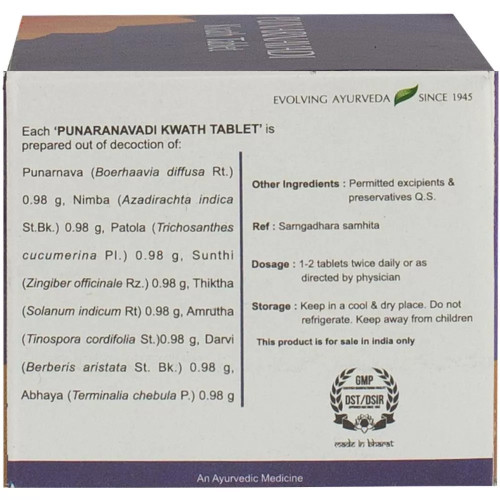 PUNARNAVADI
Kwath Tablet
EVOLVING AYURVEDA SINCE 1945
Each 'PUNARANAVADI KWATH TABLET' is
prepared out of decoction of:
Punarnava (Boerhaavia diffusa Rt.)
0.98 g, Nimba (Azadirachta indica
St.Bk.) 0.98 g, Patola (Trichosanthes
cucumerina Pl.) 0.98 g, Sunthi
(Zingiber officinale Rz.) 0.98 g, Thiktha
(Solanum indicum Rt) 0.98 g, Amrutha
(Tinospora cordifolia St.)0.98 g, Darvi
(Berberis aristata St. Bk.) 0.98 g,
Abhaya (Terminalia chebula P.) 0.98 g
Other Ingredients : Permitted excipients &
preservatives Q.S.
Ref : Sarngadhara samhita
Dosage : 1-2 tablets twice daily or as
directed by physician
Storage : Keep in a cool & dry place. Do not
refrigerate. Keep away from children
This product is for sale in india only
GMP
DST/DSIR
made in bharat
An Ayurvedic Medicine